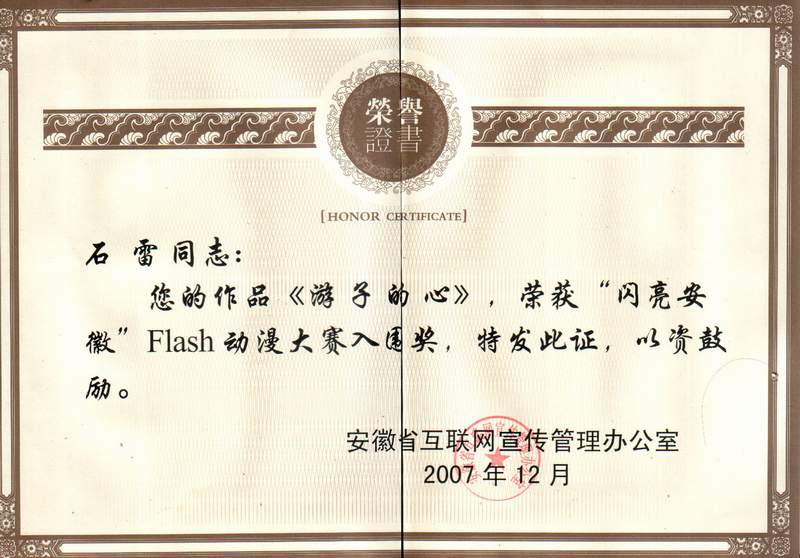 榮譽
證書
[HONOR CERTIFICATE]
石 雷同志：
您的作品《游子的心》，荣获“闪亮安
徽”Flash动漫大赛入围奖，特发此证，以资鼓
励。
安徽省互联网宣传管理办公室
2007年12月